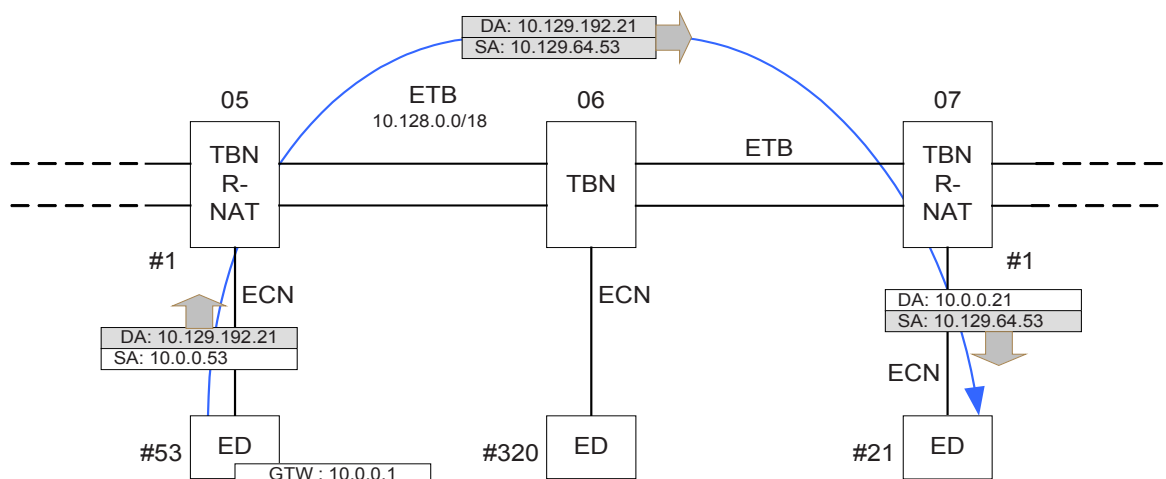 DA: 10.129.192.21
SA: 10.129.64.53
05
ETB
10.128.0.0/18
06
07
TBN
R-
NAT
TBN
ETB
TBN
R-
NAT
#1
ECN
ECN
#1
DA: 10.129.192.21
SA: 10.0.0.53
DA: 10.0.0.21
SA: 10.129.64.53
ECN
#53
ED
#320
ED
#21
ED
GTW : 10.0.0.1